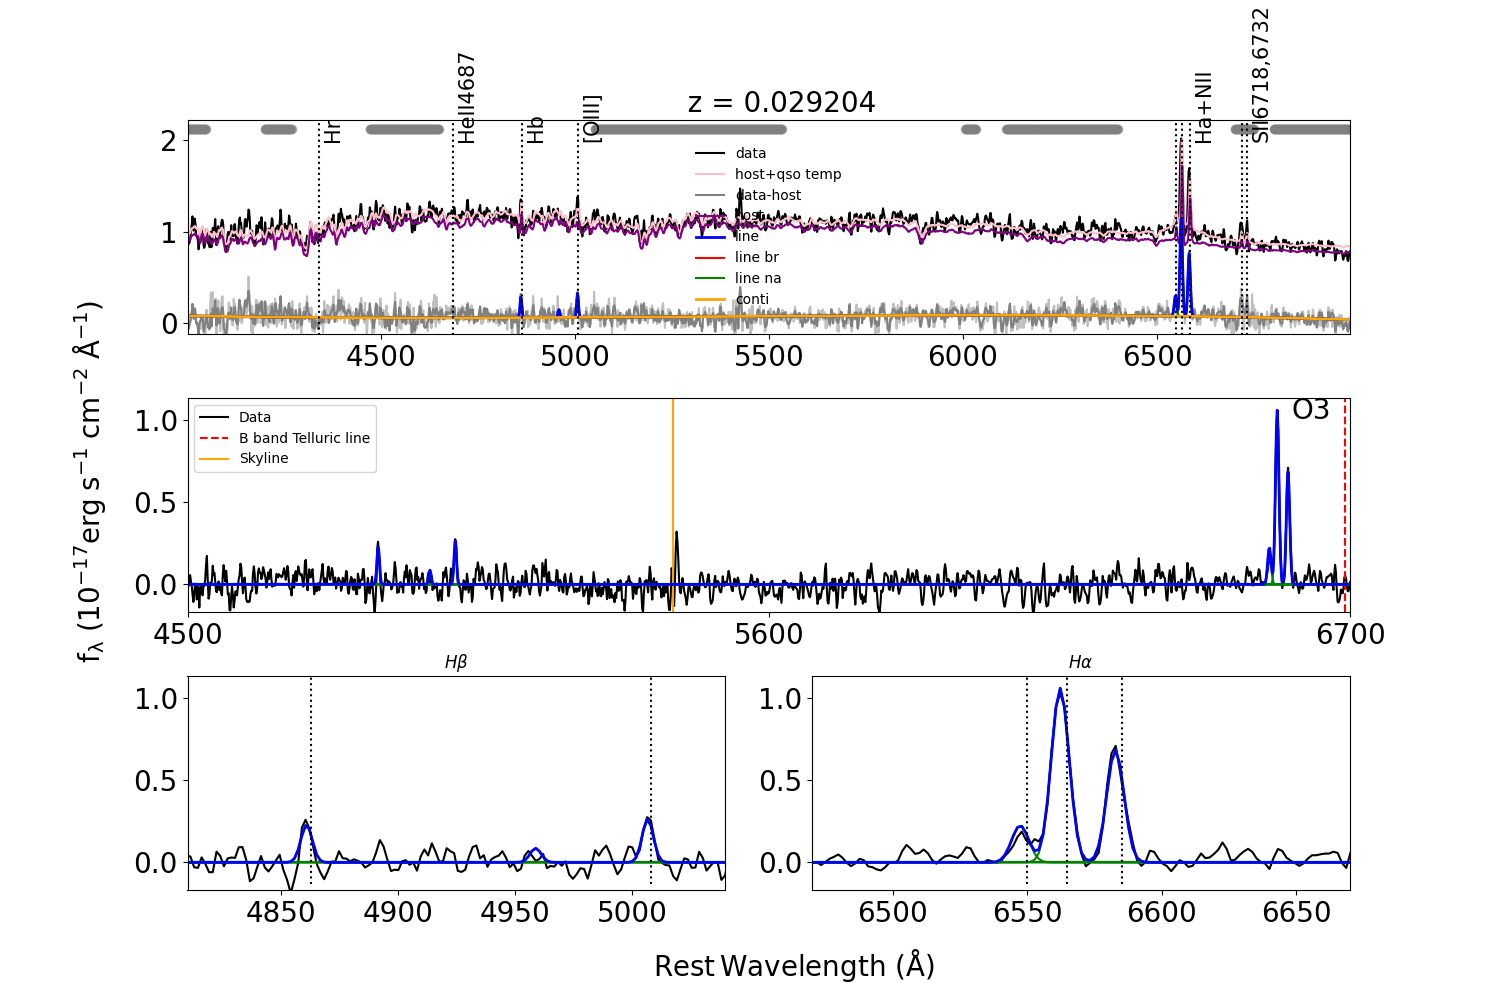 z = 0.029204
Hr
HeII4687
Hb
[OIII]
Ha+NII
SII6718,6732
data
host+qso temp
data-host
host
line
line br
line na
conti
2
1
0
4500 5000 5500 6000 6500
Data
B band Telluric line
Skyline
O3
1.0
0.5
0.0
4500 5600 6700
fλ (10⁻¹⁷erg s⁻¹ cm⁻² Å⁻¹)
Hβ
1.0
0.5
0.0
4850 4900 4950 5000
Hα
1.0
0.5
0.0
6500 6550 6600 6650
Rest Wavelength (Å)